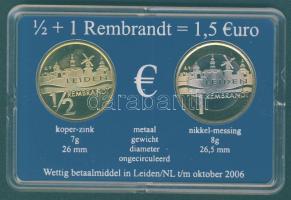 ½ + 1 Rembrandt = 1,5 €uro
LEIDEN
½
REMBRANDT
€
LEIDEN
1
REMBRANDT
koper-zink metaal nikkel-messing
7g gewicht 8g
26 mm diameter 26,5 mm
ongecirculeerd
Wettig betaalmiddel in Leiden/NL t/m oktober 2006